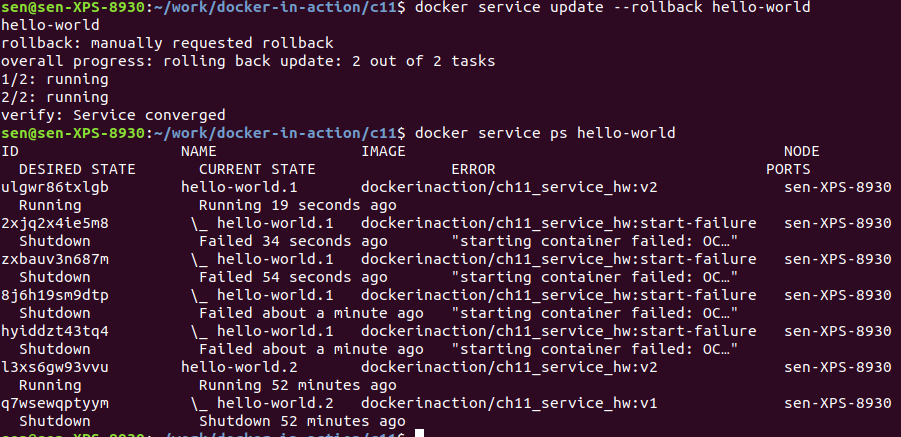 sen@sen-XPS-8930:~/work/docker-in-action/c11$ docker service update --rollback hello-world
hello-world
rollback: manually requested rollback
overall progress: rolling back update: 2 out of 2 tasks
1/2: running
2/2: running
verify: Service converged
sen@sen-XPS-8930:~/work/docker-in-action/c11$ docker service ps hello-world
ID NAME IMAGE NODE
DESIRED STATE CURRENT STATE ERROR PORTS
ulgwr86txlgb hello-world.1 dockerinaction/ch11_service_hw:v2 sen-XPS-8930
Running Running 19 seconds ago
2xjq2x4ie5m8 \_ hello-world.1 dockerinaction/ch11_service_hw:start-failure sen-XPS-8930
Shutdown Failed 34 seconds ago "starting container failed: OC…"
zxbauv3n687m \_ hello-world.1 dockerinaction/ch11_service_hw:start-failure sen-XPS-8930
Shutdown Failed 54 seconds ago "starting container failed: OC…"
8j6h19sm9dtp \_ hello-world.1 dockerinaction/ch11_service_hw:start-failure sen-XPS-8930
Shutdown Failed about a minute ago "starting container failed: OC…"
hyiddzt43tq4 \_ hello-world.1 dockerinaction/ch11_service_hw:start-failure sen-XPS-8930
Shutdown Failed about a minute ago "starting container failed: OC…"
l3xs6gw93vvu hello-world.2 dockerinaction/ch11_service_hw:v2 sen-XPS-8930
Running Running 52 minutes ago
q7wsewqptyym \_ hello-world.2 dockerinaction/ch11_service_hw:v1 sen-XPS-8930
Shutdown Shutdown 52 minutes ago
sen@sen-XPS-8930:~/work/docker-in-action/c11$